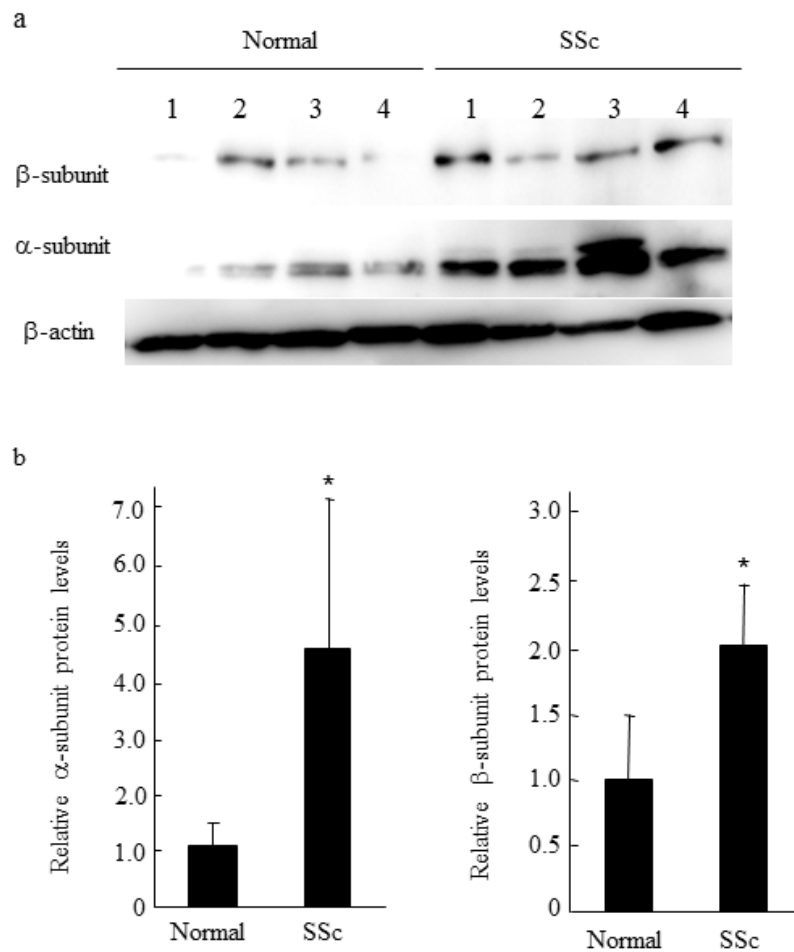 a
Normal SSc
1 2 3 4 1 2 3 4
β-subunit
α-subunit
β-actin
b
Relative α-subunit protein levels
7.0
6.0
5.0
4.0
3.0
2.0
1.0
0
*
Normal SSc
Relative β-subunit protein levels
3.0
2.5
2.0
1.5
1.0
0.5
0
*
Normal SSc